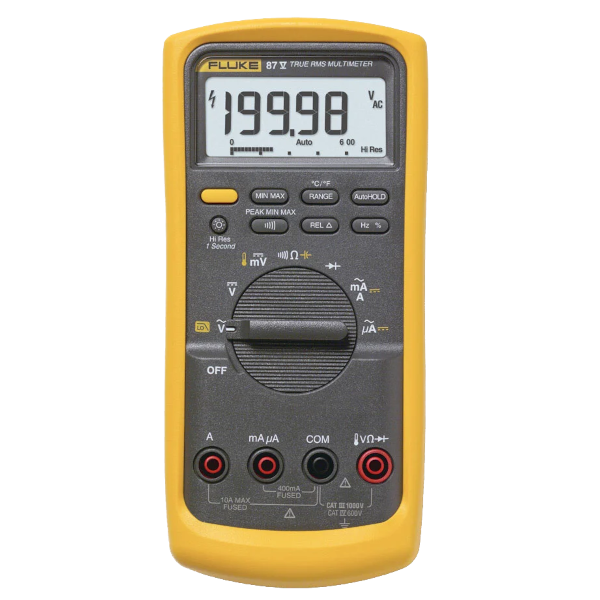 FLUKE 87 V TRUE RMS MULTIMETER
199.98 V AC
0 Auto 6 00 Hi Res
°C/°F
MIN MAX RANGE AutoHOLD
PEAK MIN MAX
REL Δ Hz %
Hi Res
1 Second
mV Ω
V mA
A
V µA
OFF
A mA µA COM VΩ
400mA
FUSED
10A MAX
FUSED
CAT III 1000V
CAT IV 600V